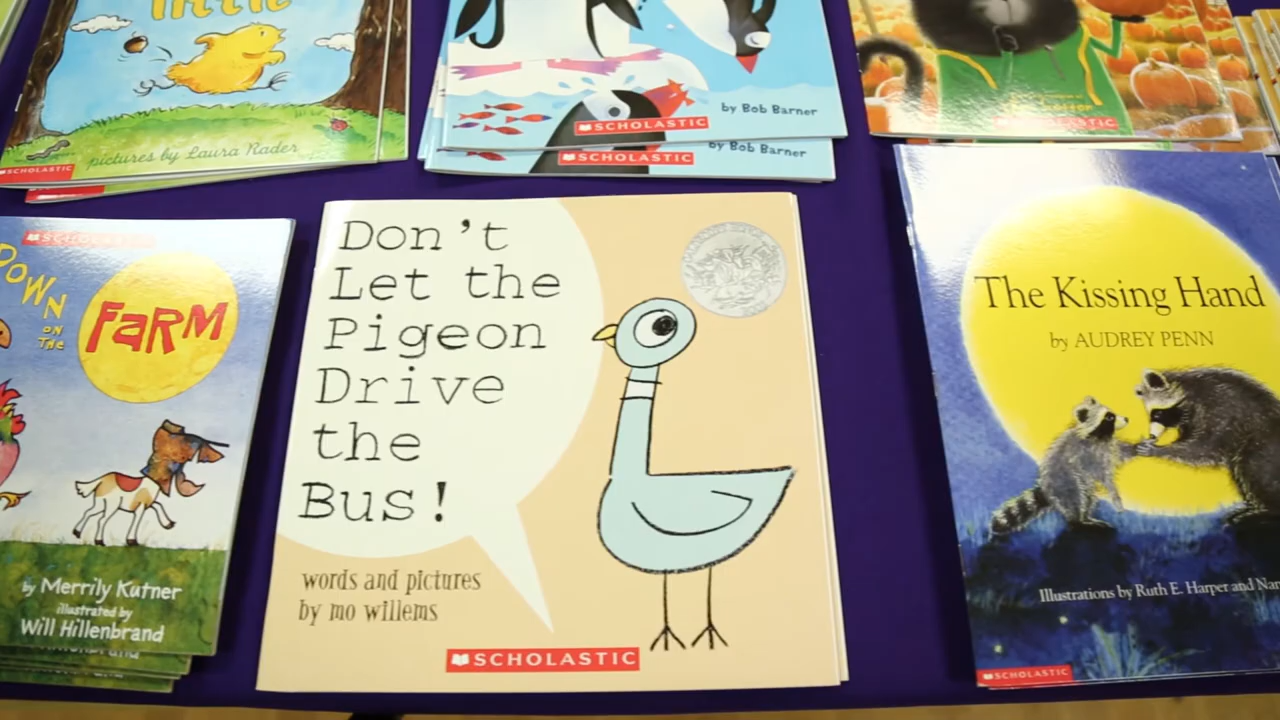 little
pictures by Laura Rader
SCHOLASTIC
by Bob Barner
SCHOLASTIC
by Bob Barner
SCHOLASTIC
SCHOLASTIC
SCHOLASTIC
DOWN
ON
THE
FARM
by Merrily Kutner
illustrated by
Will Hillenbrand
Don't
Let the
Pigeon
Drive
the
Bus!
words and pictures
by mo willems
SCHOLASTIC
The Kissing Hand
by AUDREY PENN
Illustrations by Ruth E. Harper and
SCHOLASTIC